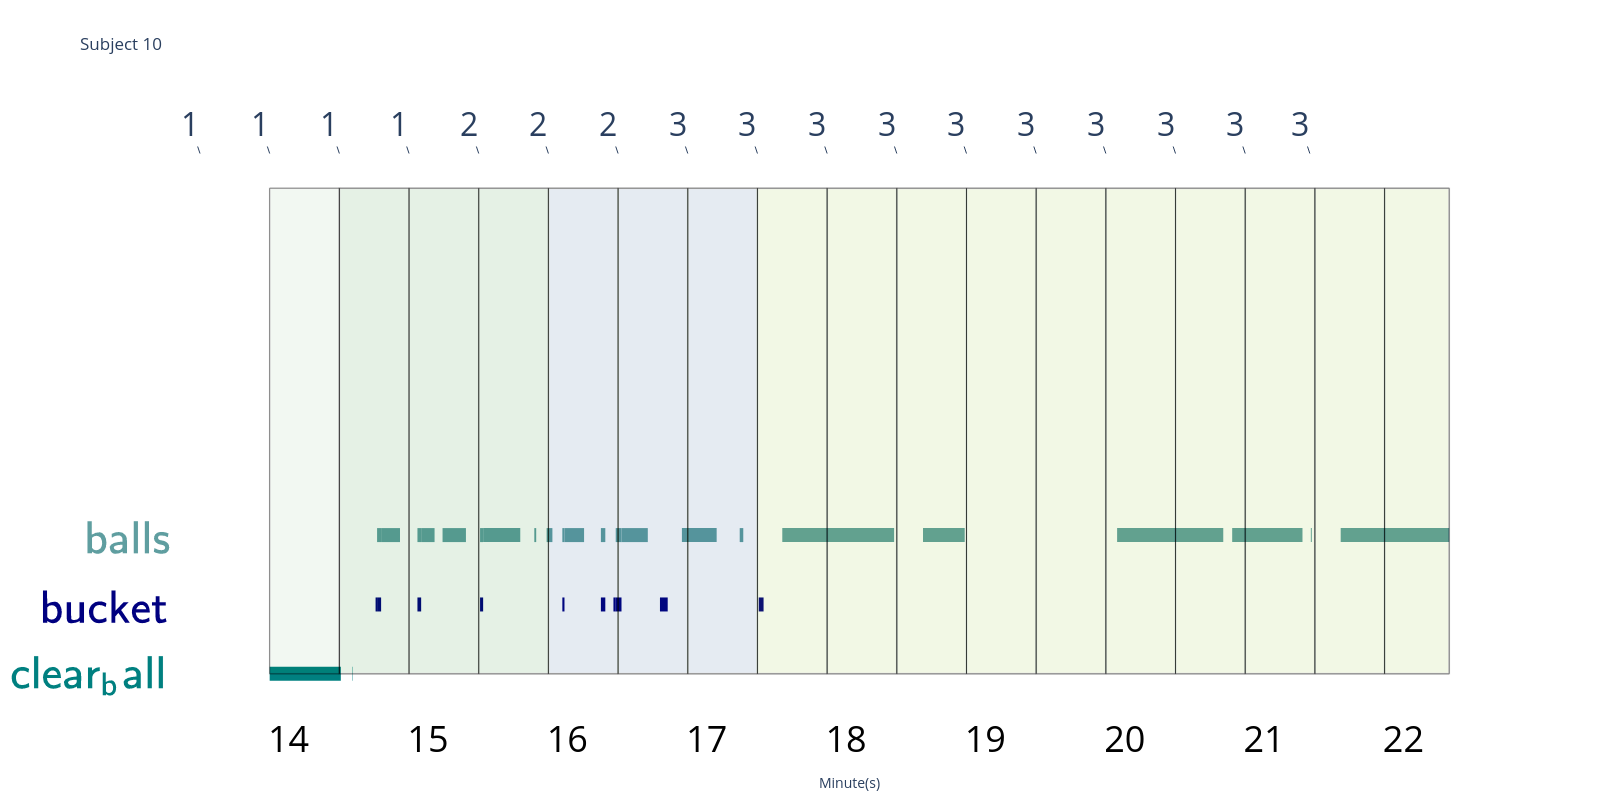 Subject 10
1 1 1 1 2 2 2 3 3 3 3 3 3 3 3 3 3
balls
bucket
clear_b all
14 15 16 17 18 19 20 21 22
Minute(s)